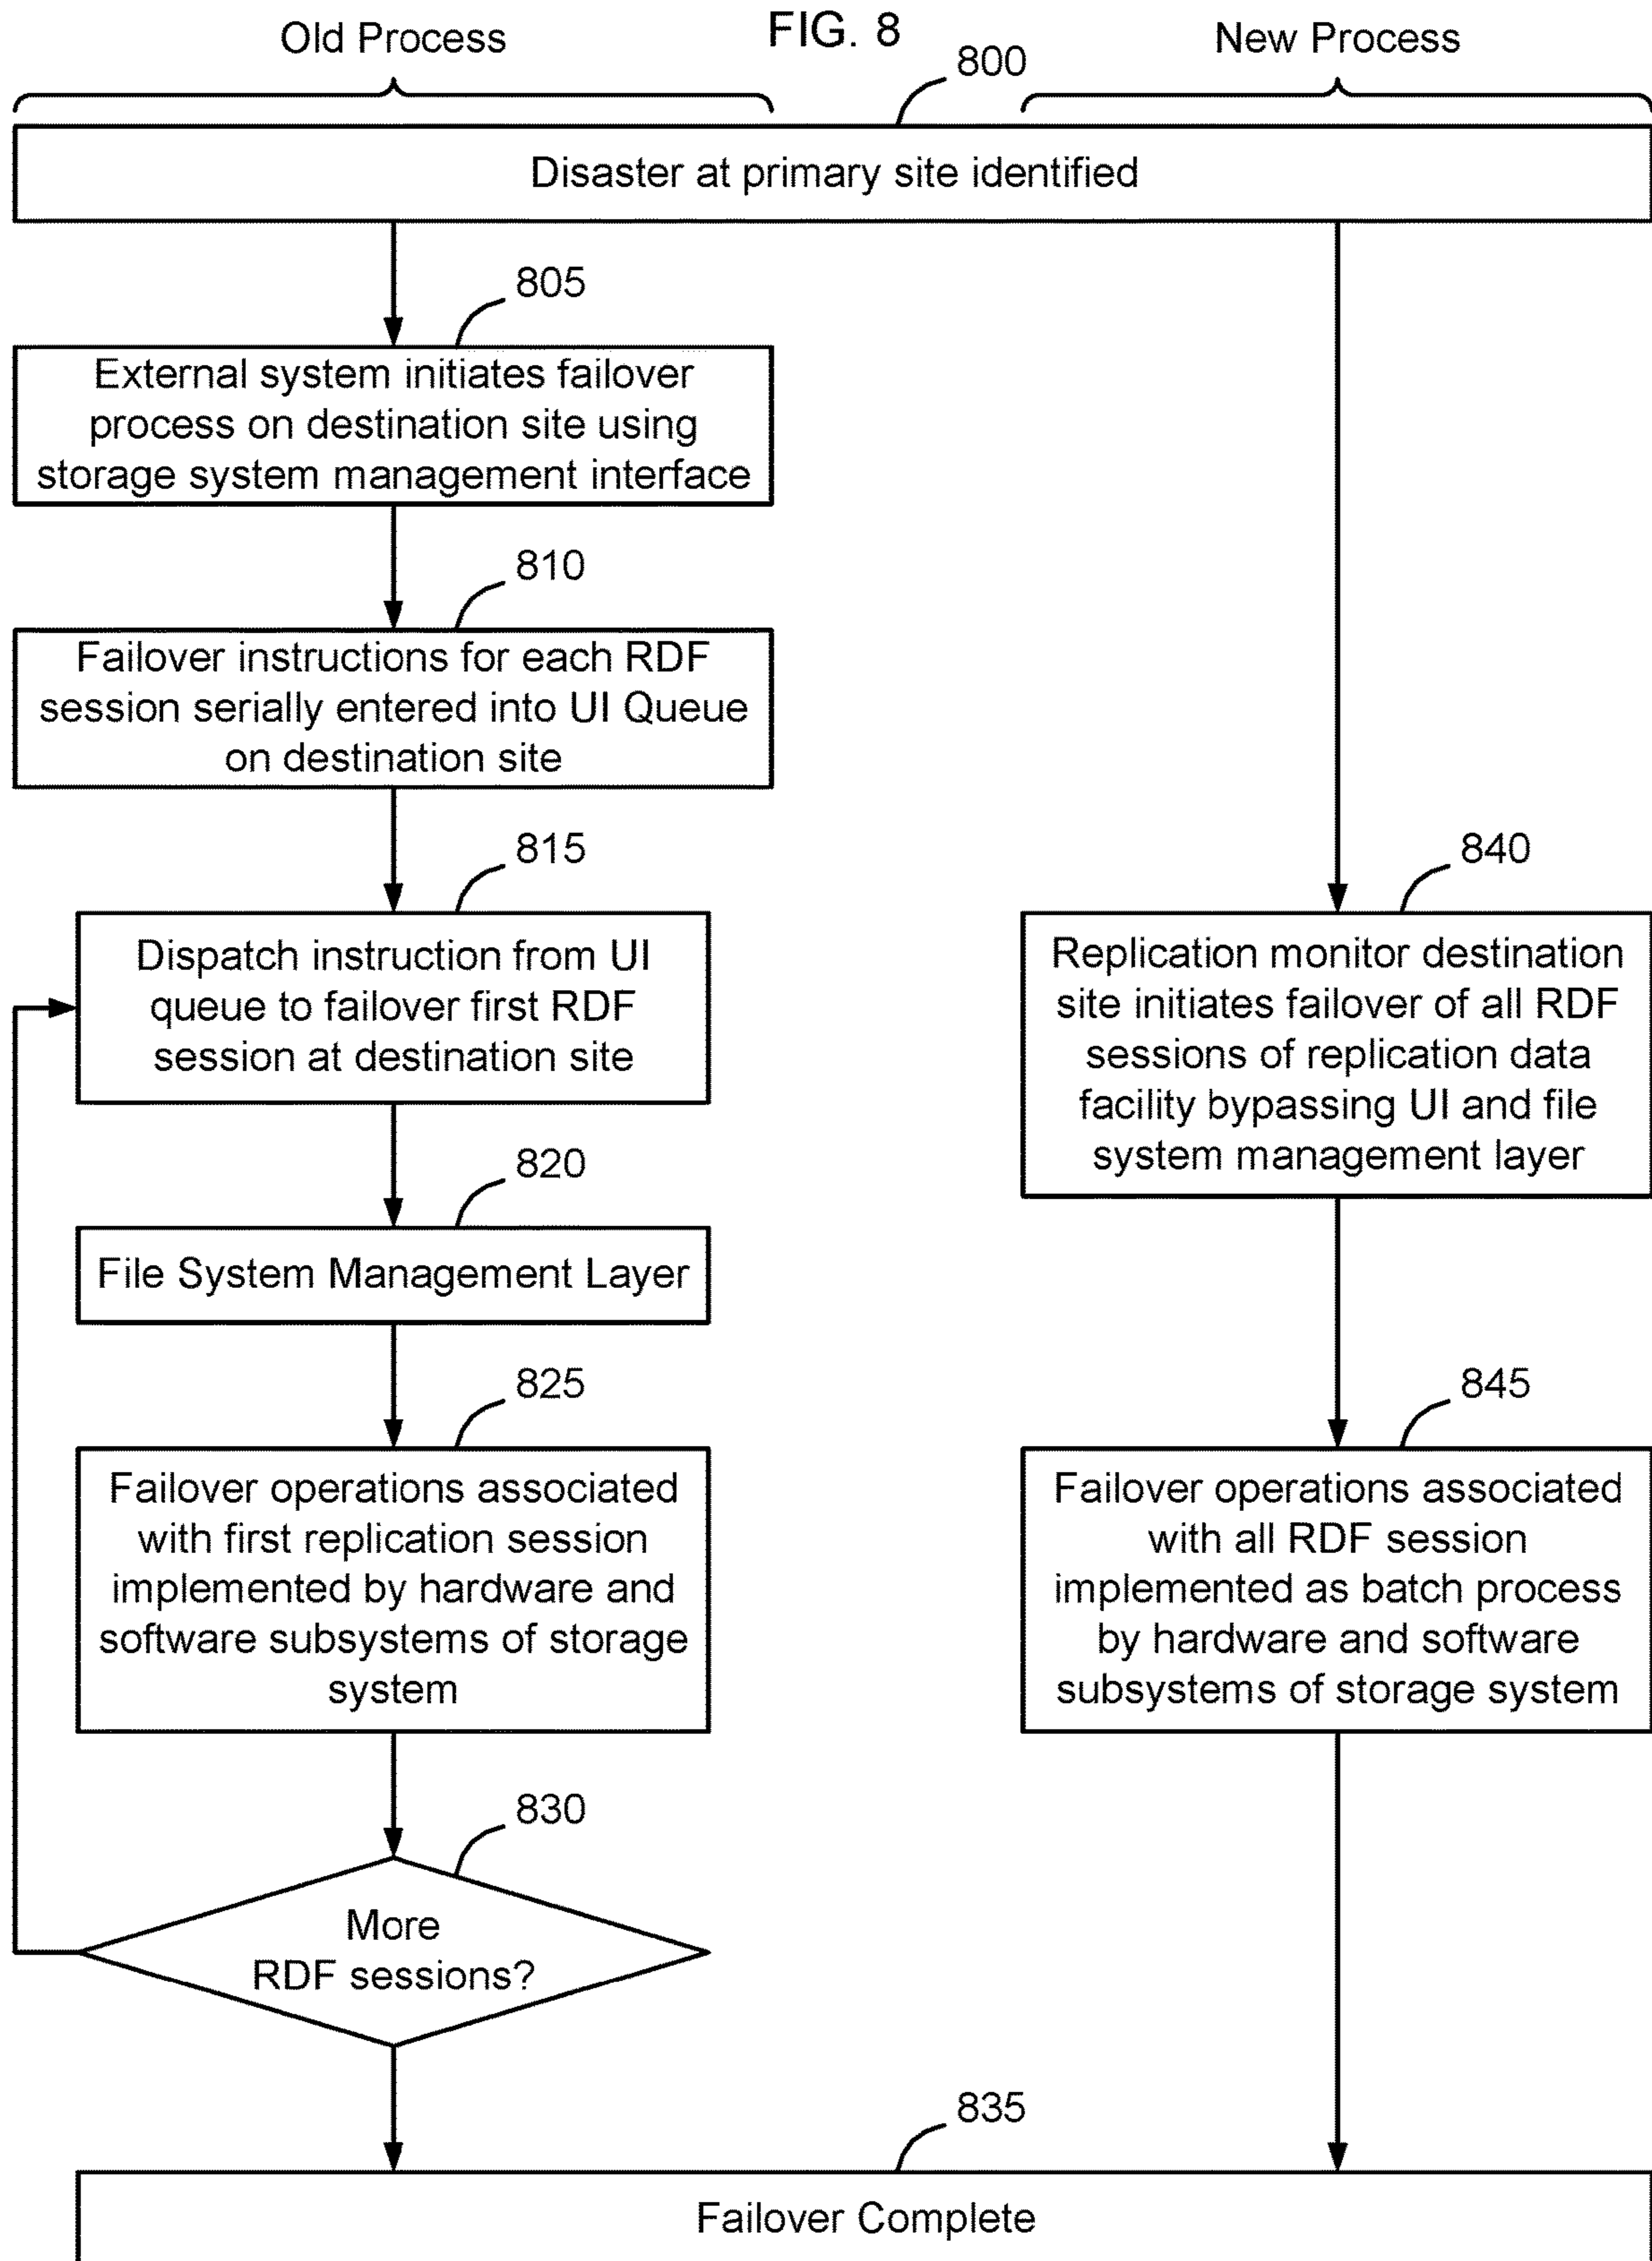 FIG. 8
Old Process
New Process
800
Disaster at primary site identified
805
External system initiates failover
process on destination site using
storage system management interface
810
Failover instructions for each RDF
session serially entered into UI Queue
on destination site
815
Dispatch instruction from UI
queue to failover first RDF
session at destination site
820
File System Management Layer
825
Failover operations associated
with first replication session
implemented by hardware and
software subsystems of storage
system
830
More
RDF sessions?
840
Replication monitor destination
site initiates failover of all RDF
sessions of replication data
facility bypassing UI and file
system management layer
845
Failover operations associated
with all RDF session
implemented as batch process
by hardware and software
subsystems of storage system
835
Failover Complete